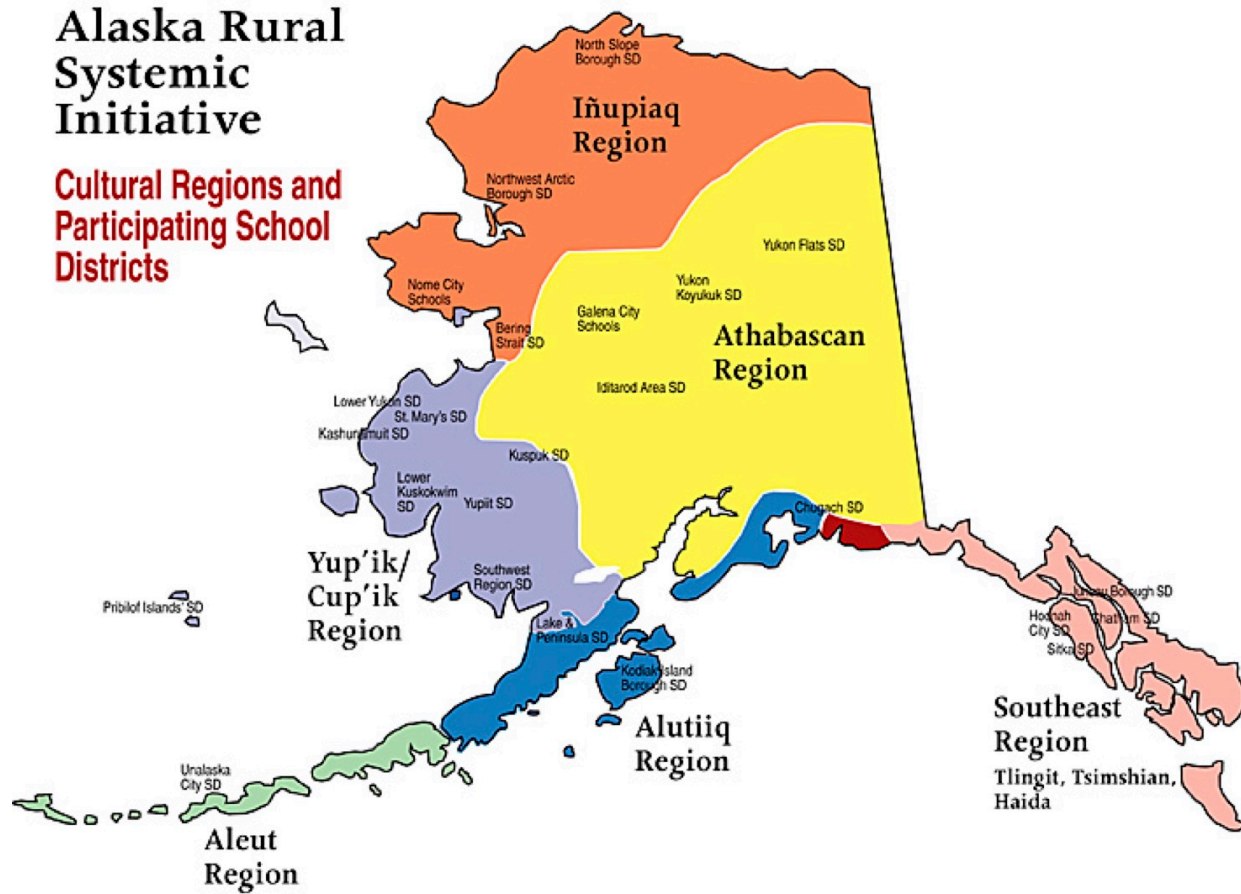 Alaska Rural
Systemic
Initiative
Cultural Regions and
Participating School
Districts
North Slope
Borough SD
Iñupiaq
Region
Northwest Arctic
Borough SD
Nome City
Schools
Bering
Strait SD
Yukon Flats SD
Yukon
Koyukuk SD
Galena City
Schools
Athabascan
Region
Iditarod Area SD
Lower Yukon SD
St. Mary's SD
Kashunamiut SD
Kuspuk SD
Lower
Kuskokwim
SD
Yupiit SD
Chugach SD
Yup'ik/
Cup'ik
Region
Southwest
Region SD
Pribilof Islands' SD
Lake &
Peninsula SD
Kodiak Island
Borough SD
Alutiiq
Region
Juneau Borough SD
Hoonah
City SD
Chatham SD
Sitka SD
Southeast
Region
Tlingit, Tsimshian,
Haida
Unalaska
City SD
Aleut
Region